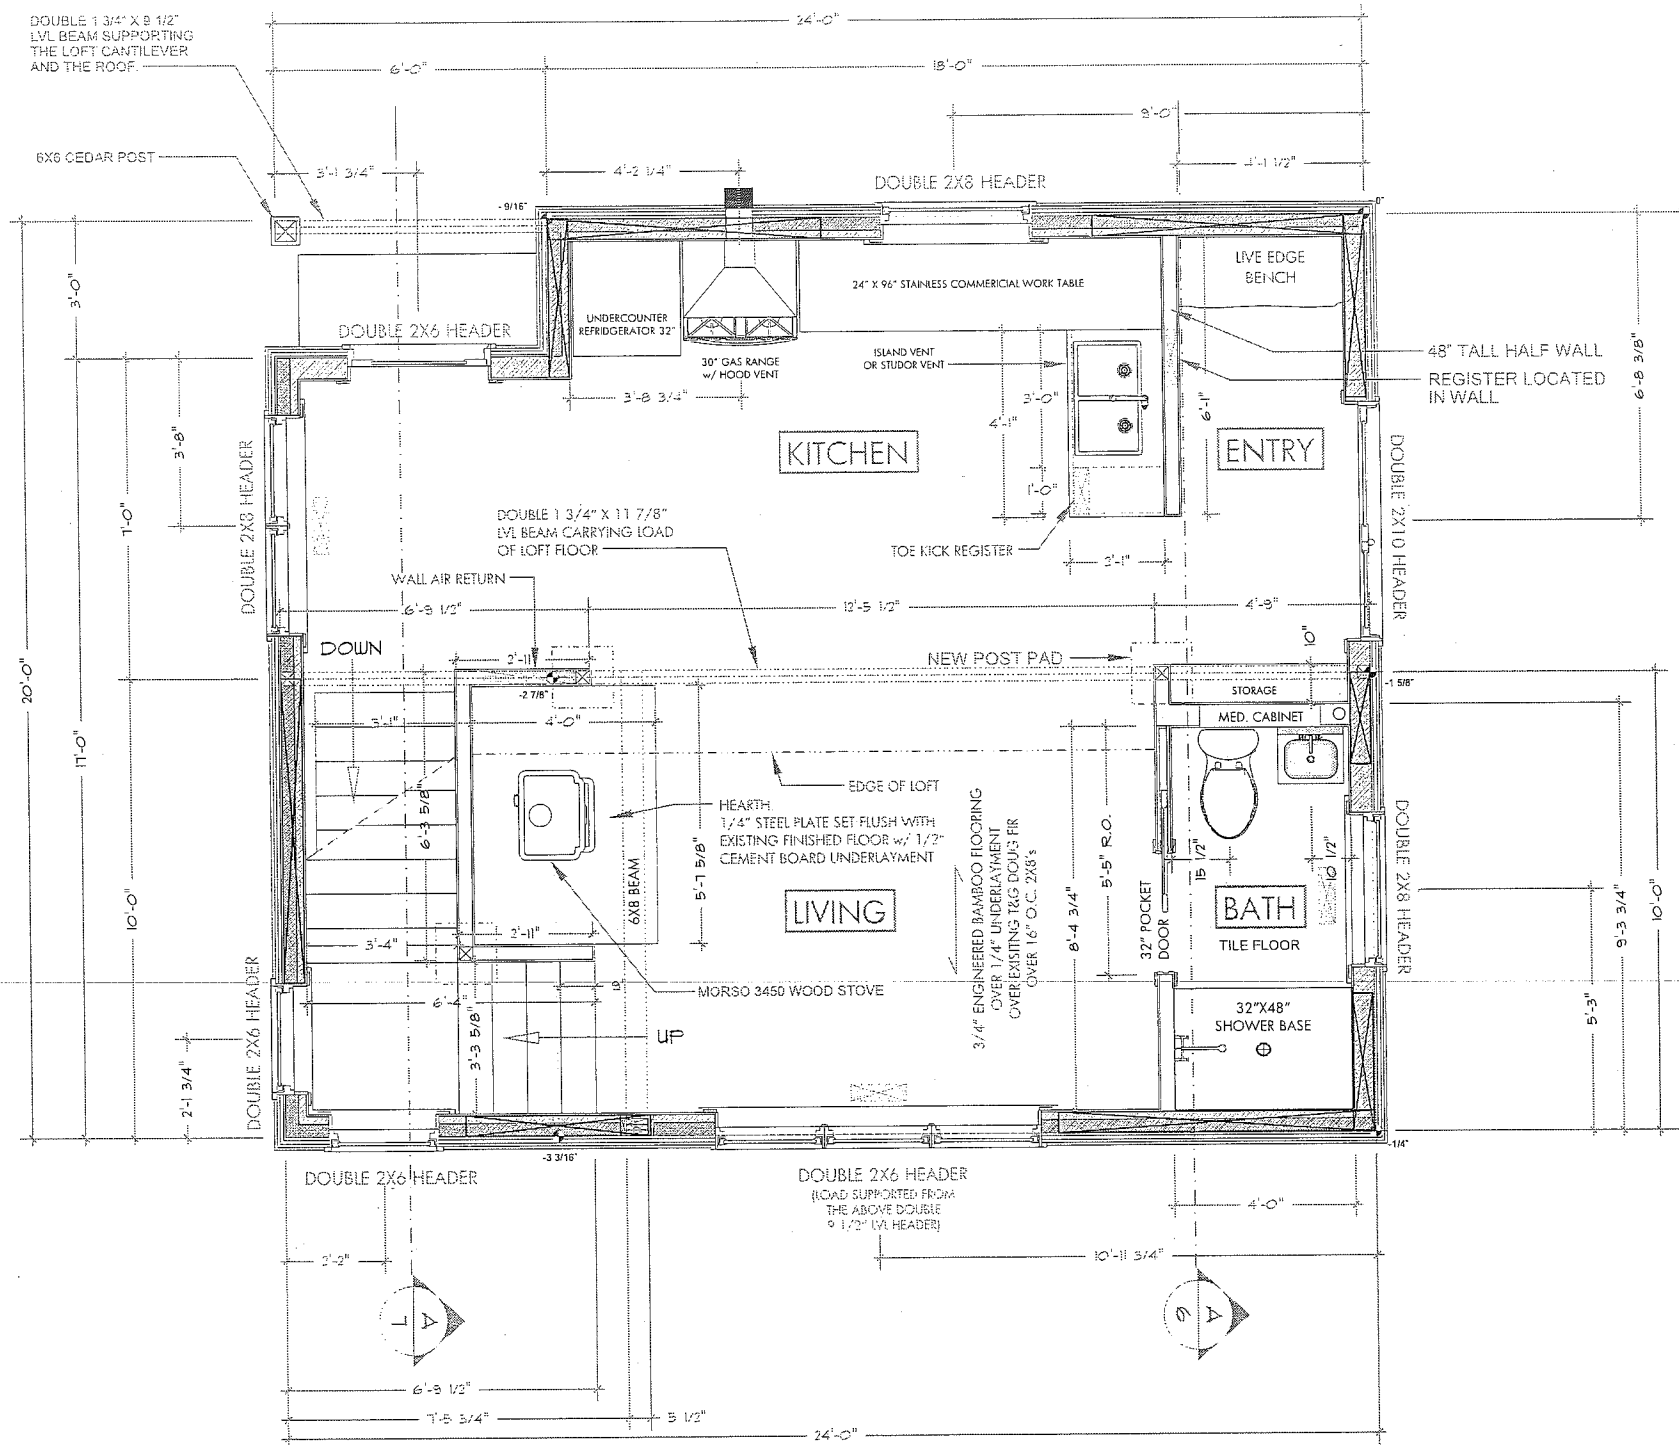 DOUBLE 1 3/4" X 9 1/2"
LVL BEAM SUPPORTING
THE LOFT CANTILEVER
AND THE ROOF.
24'-0"
6'-0"
18'-0"
9'-0"
6X6 CEDAR POST
3'-1 3/4"
4'-2 1/4"
4'-1 1/2"
DOUBLE 2X8 HEADER
- 9/16"
0"
3'-0"
LIVE EDGE
BENCH
24" X 96" STAINLESS COMMERICIAL WORK TABLE
UNDERCOUNTER
REFRIDGERATOR 32"
DOUBLE 2X6 HEADER
30" GAS RANGE
w/ HOOD VENT
ISLAND VENT
OR STUDOR VENT
48" TALL HALF WALL
REGISTER LOCATED
IN WALL
6'-8 3/8"
3'-8 3/4"
3'-0"
4'-1"
6'-1"
3'-8"
KITCHEN
ENTRY
DOUBLE 2X8 HEADER
DOUBLE 2X10 HEADER
7'-0"
1'-0"
DOUBLE 1 3/4" X 11 7/8"
LVL BEAM CARRYING LOAD
OF LOFT FLOOR
TOE KICK REGISTER
2'-1"
WALL AIR RETURN
6'-9 1/2"
12'-5 1/2"
4'-9"
DOWN
2'-11"
NEW POST PAD
10"
20'-0"
17'-0"
-2 7/8"
STORAGE
-1 5/8"
3'-1"
4'-0"
MED. CABINET
EDGE OF LOFT
HEARTH
1/4" STEEL PLATE SET FLUSH WITH
EXISTING FINISHED FLOOR w/ 1/2"
CEMENT BOARD UNDERLAYMENT
6'-3 5/8"
5'-7 5/8"
6X8 BEAM
3/4" ENGINEERED BAMBOO FLOORING
OVER 1/4" UNDERLAYMENT
OVER EXISITNG T&G DOUG FIR
OVER 16" O.C. 2X8's
8'-4 3/4"
5'-5" R.O.
15 1/2"
10 1/2"
DOUBLE 2X8 HEADER
LIVING
BATH
TILE FLOOR
32" POCKET
DOOR
10'-0"
9'-3 3/4"
10'-0"
2'-11"
3'-4"
MORSO 3450 WOOD STOVE
6'-4"
DOUBLE 2X6 HEADER
3'-3 5/8"
UP
32"X48"
SHOWER BASE
5'-3"
2'-1 3/4"
-3 3/16"
-1/4"
DOUBLE 2X6 HEADER
DOUBLE 2X6 HEADER
(LOAD SUPPORTED FROM
THE ABOVE DOUBLE
9 1/2" LVL HEADER)
4'-0"
2'-2"
10'-11 3/4"
A
A
6
6'-9 1/2"
7'-5 3/4"
5 1/2"
24'-0"